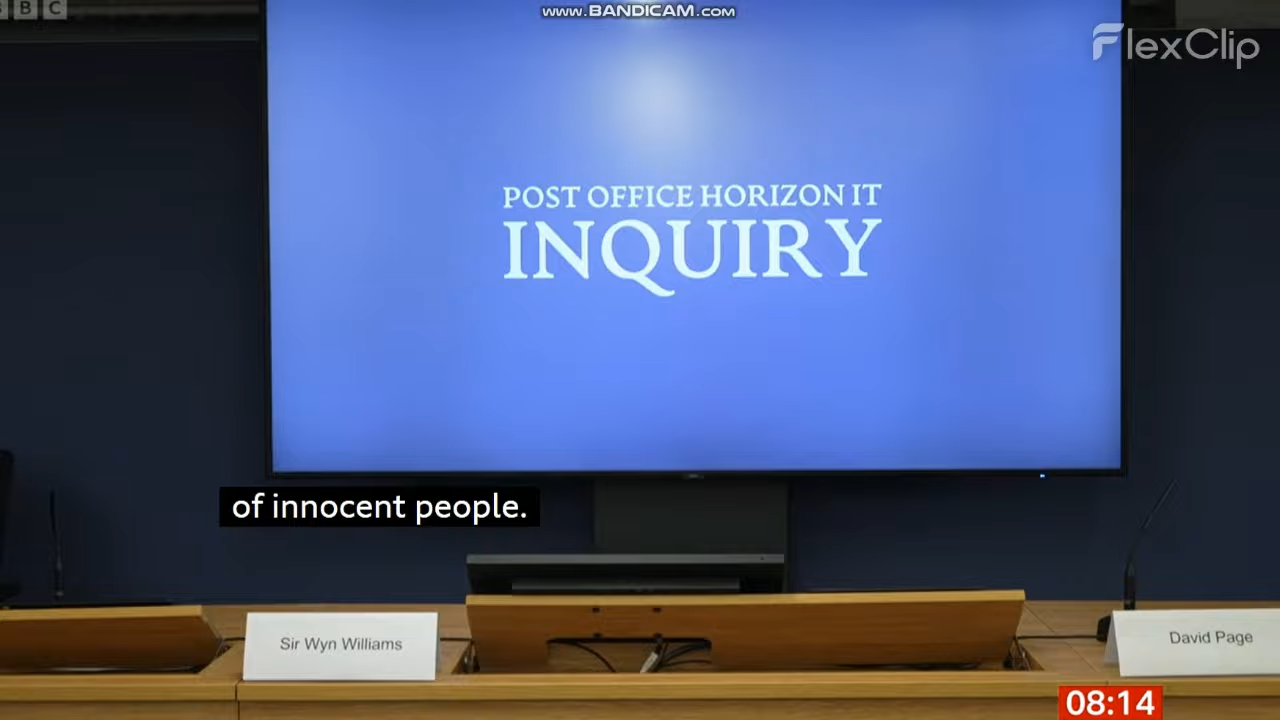 BBC
www.BANDICAM.com
FlexClip
POST OFFICE HORIZON IT
INQUIRY
of innocent people.
Sir Wyn Williams
David Page
08:14